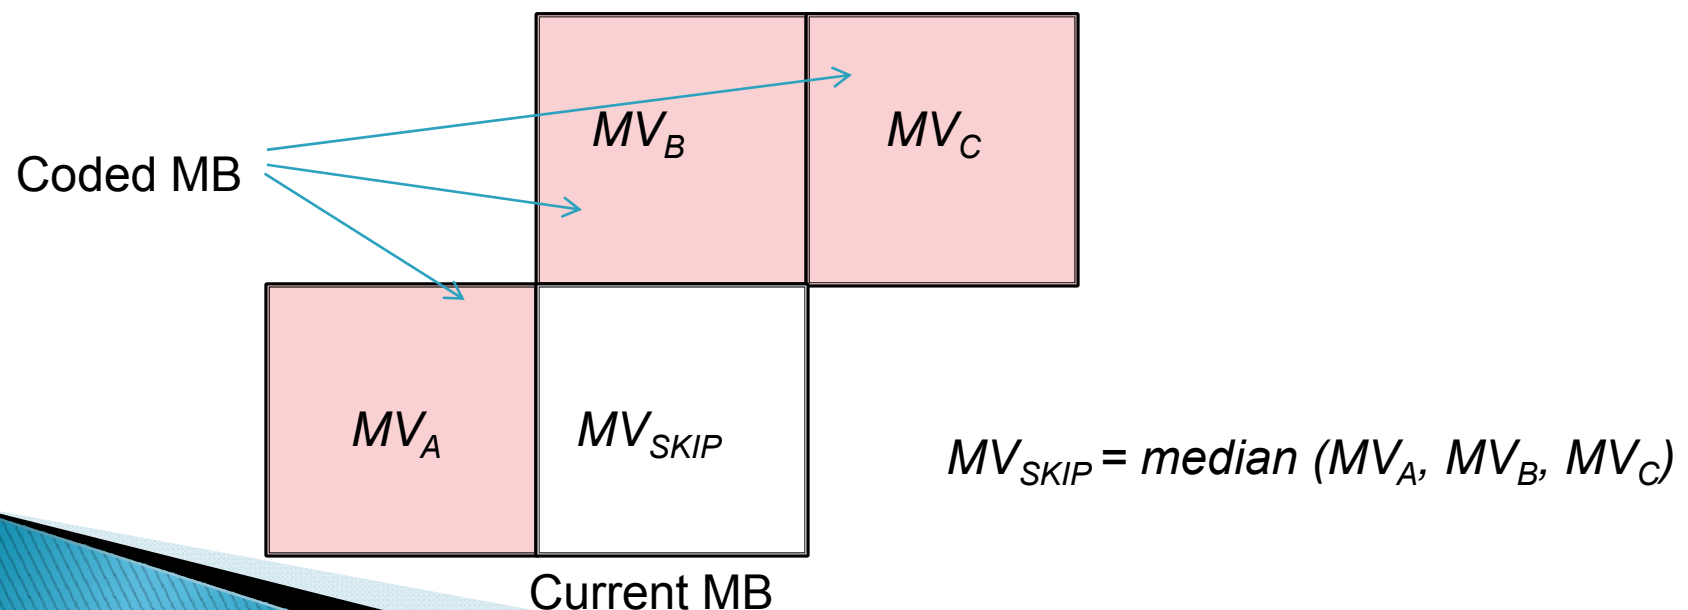 MV_B
MV_C
Coded MB
MV_A
MV_SKIP
MV_SKIP = median (MV_A, MV_B, MV_C)
Current MB